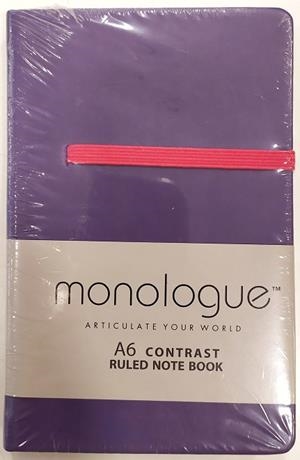 monologue™
ARTICULATE YOUR WORLD
A6 CONTRAST
RULED NOTE BOOK